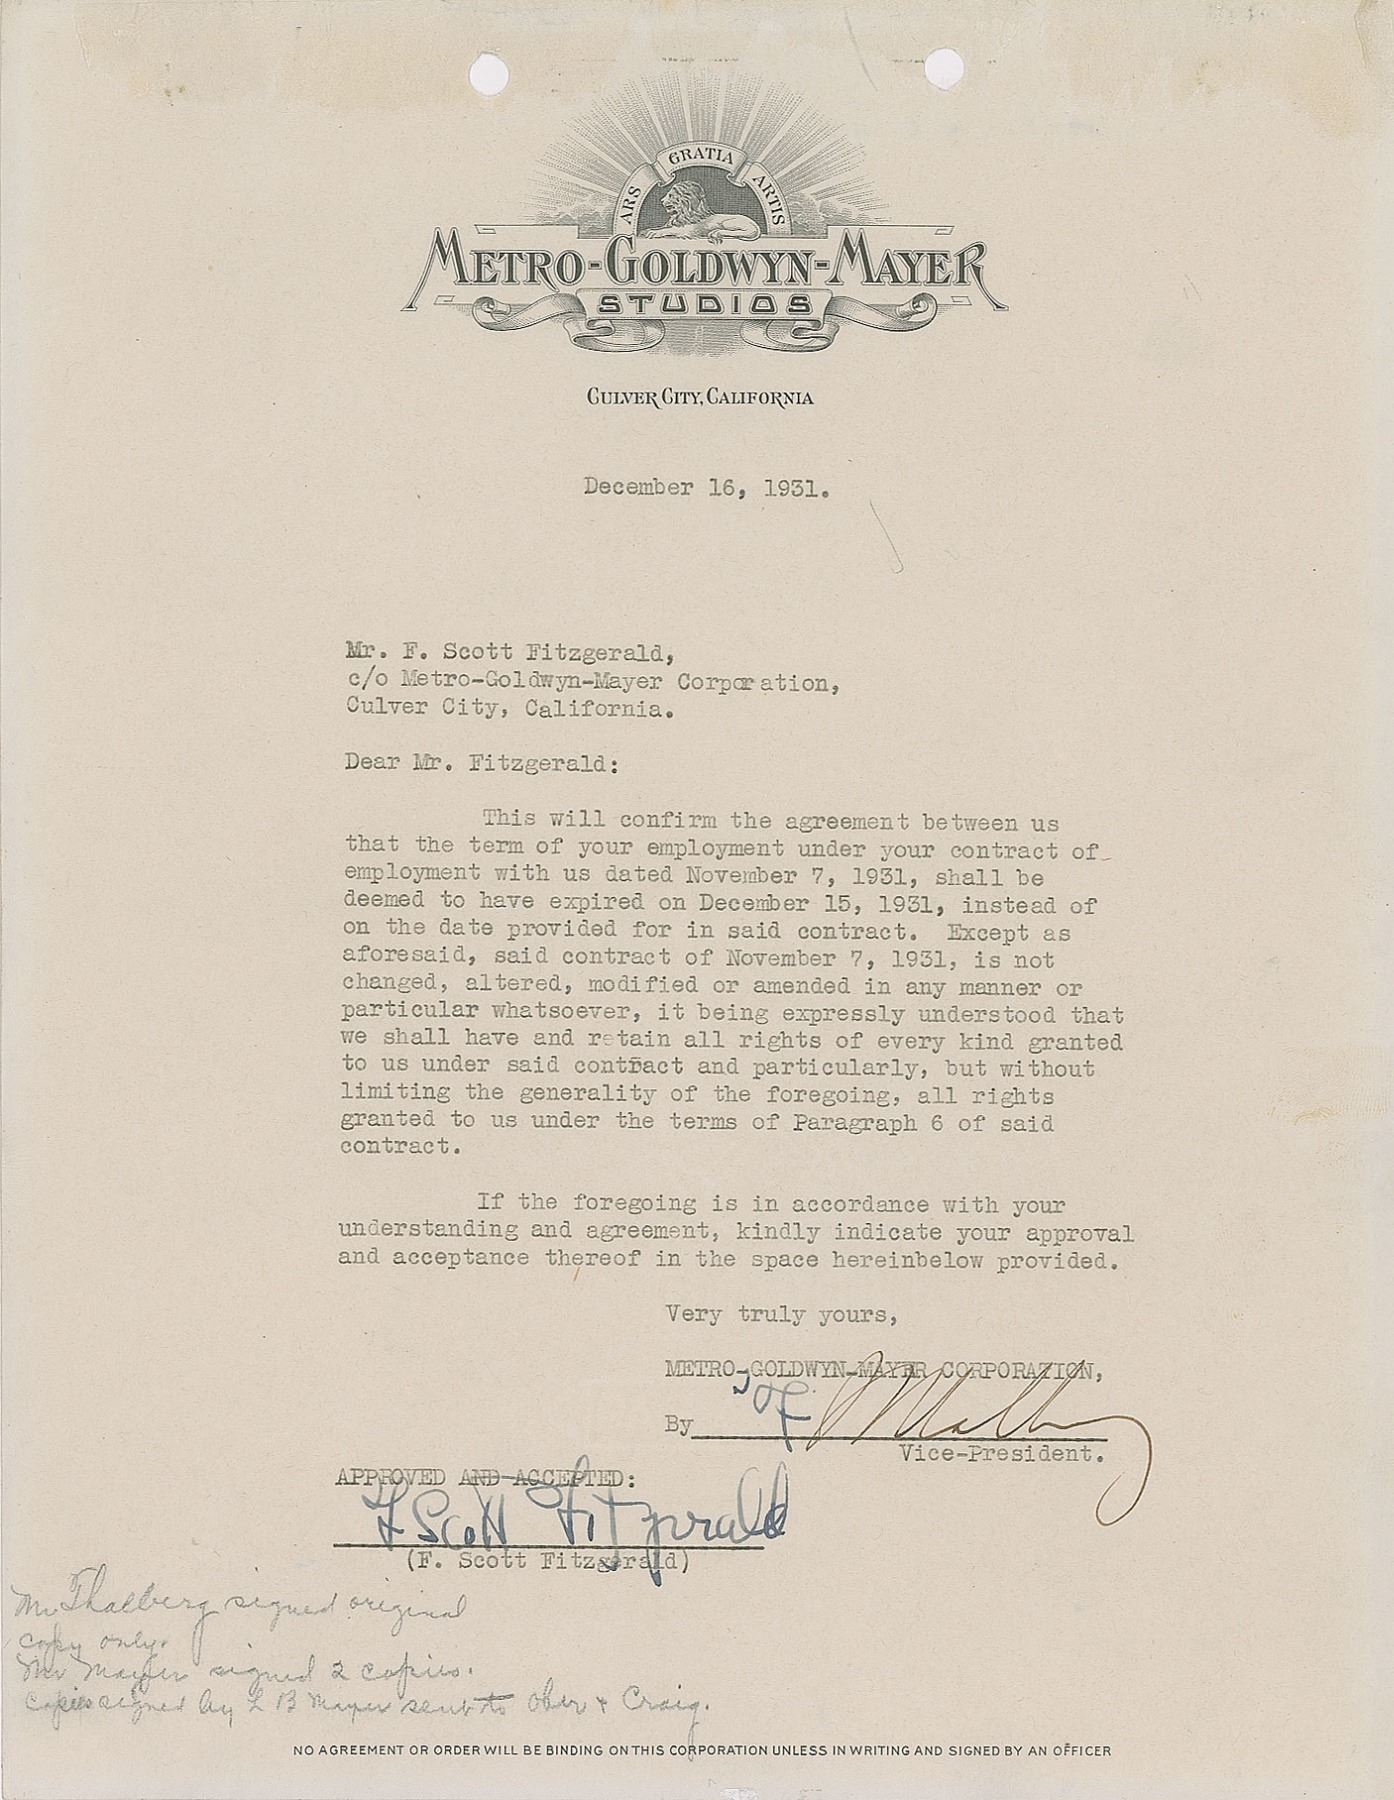 ARS GRATIA ARTIS
METRO-GOLDWYN-MAYER
STUDIOS
CULVER CITY, CALIFORNIA
December 16, 1931.
Mr. F. Scott Fitzgerald,
c/o Metro-Goldwyn-Mayer Corporation,
Culver City, California.
Dear Mr. Fitzgerald:
This will confirm the agreement between us
that the term of your employment under your contract of
employment with us dated November 7, 1931, shall be
deemed to have expired on December 15, 1931, instead of
on the date provided for in said contract. Except as
aforesaid, said contract of November 7, 1931, is not
changed, altered, modified or amended in any manner or
particular whatsoever, it being expressly understood that
we shall have and retain all rights of every kind granted
to us under said contract and particularly, but without
limiting the generality of the foregoing, all rights
granted to us under the terms of Paragraph 6 of said
contract.
If the foregoing is in accordance with your
understanding and agreement, kindly indicate your approval
and acceptance thereof in the space hereinbelow provided.
Very truly yours,
METRO-GOLDWYN-MAYER CORPORATION,
By
Vice-President.
APPROVED AND ACCEPTED:
F Scott Fitzgerald
(F. Scott Fitzgerald)
Mr Thalberg signed original
copy only.
Mr Mayer signed 2 copies.
Copies signed by L B Mayer sent to Ober + Craig.
NO AGREEMENT OR ORDER WILL BE BINDING ON THIS CORPORATION UNLESS IN WRITING AND SIGNED BY AN OFFICER